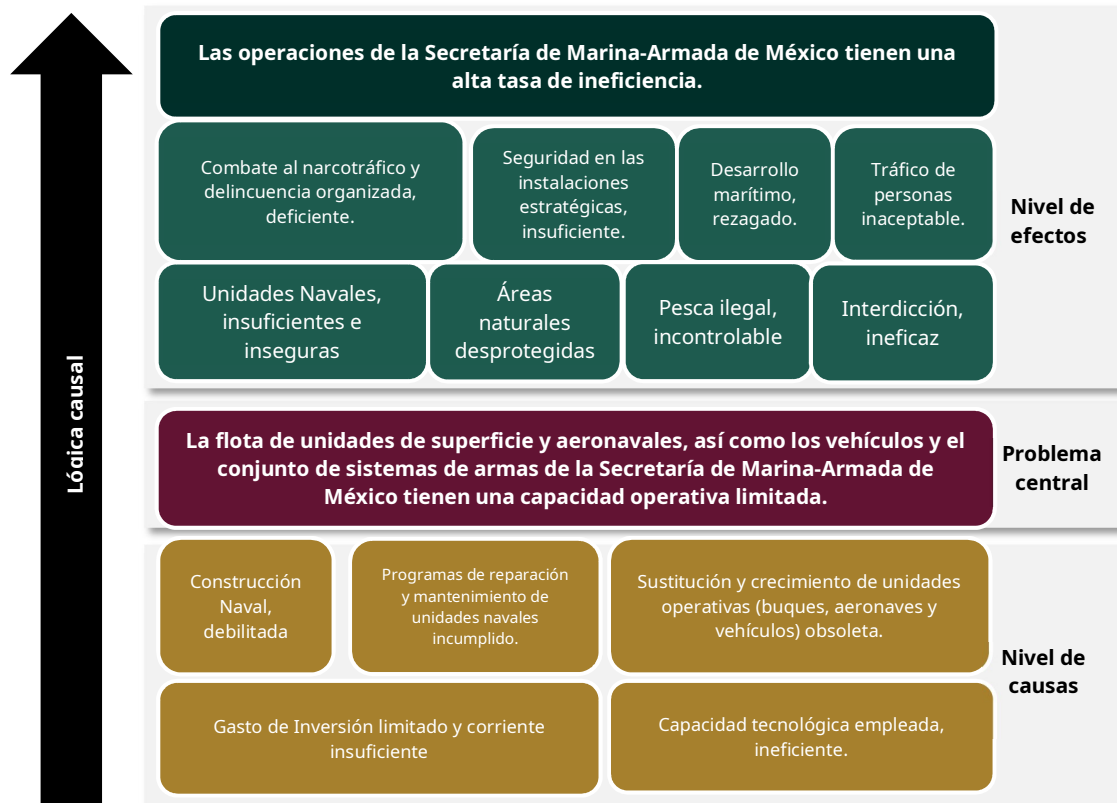 Las operaciones de la Secretaría de Marina-Armada de México tienen una
alta tasa de ineficiencia.
Combate al narcotráfico y
delincuencia organizada,
deficiente.
Seguridad en las
instalaciones
estratégicas,
insuficiente.
Desarrollo
marítimo,
rezagado.
Tráfico de
personas
inaceptable.
Nivel de
efectos
Unidades Navales,
insuficientes e
inseguras
Áreas
naturales
desprotegidas
Pesca ilegal,
incontrolable
Interdicción,
ineficaz
Lódica causal
La flota de unidades de superficie y aeronavales, así como los vehículos y el
conjunto de sistemas de armas de la Secretaría de Marina-Armada de
México tienen una capacidad operativa limitada.
Problema
central
Construcción
Naval,
debilitada
Programas de reparación
y mantenimiento de
unidades navales
incumplido.
Sustitución y crecimiento de unidades
operativas (buques, aeronaves y
vehículos) obsoleta.
Nivel de
causas
Gasto de Inversión limitado y corriente
insuficiente
Capacidad tecnológica empleada,
ineficiente.